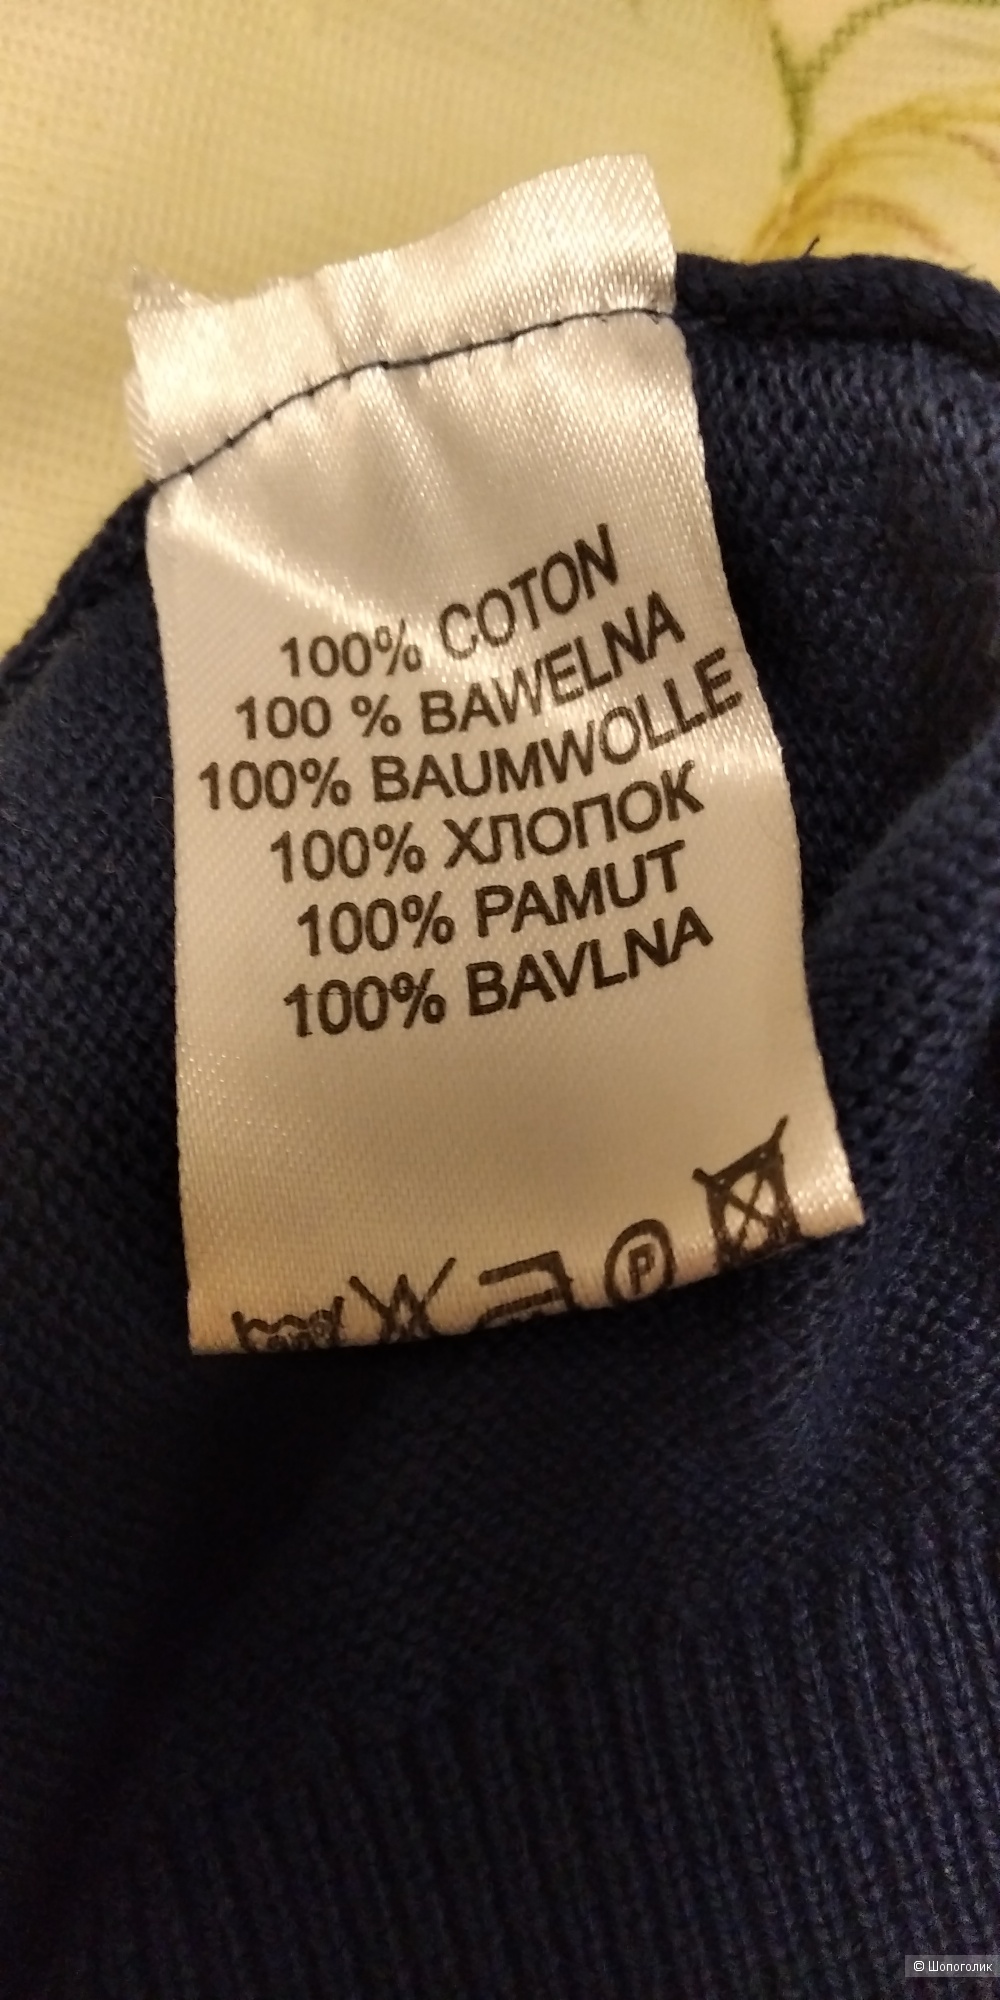 100% COTON
100 % BAWELNA
100% BAUMWOLLE
100% ХЛОПОК
100% PAMUT
100% BAVLNA
P
© Шопоголик